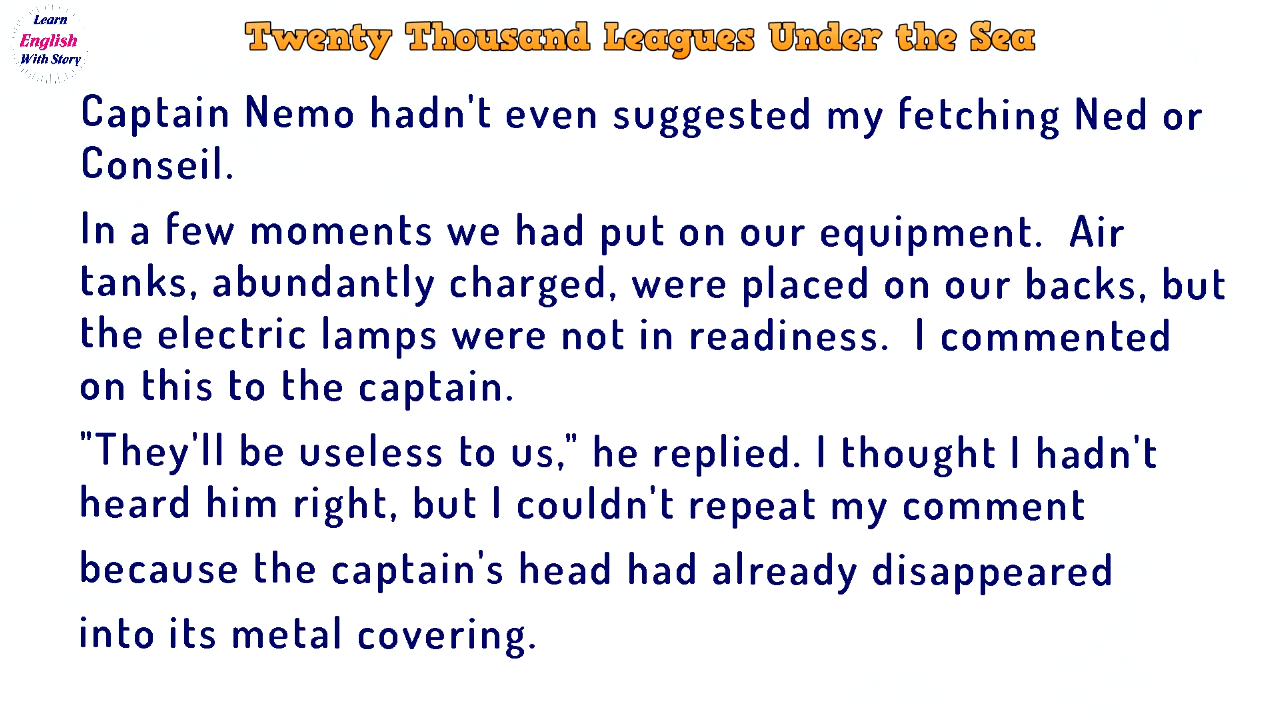 Learn
English
With Story
Twenty Thousand Leagues Under the Sea
Captain Nemo hadn't even suggested my fetching Ned or
Conseil.
In a few moments we had put on our equipment.  Air
tanks, abundantly charged, were placed on our backs, but
the electric lamps were not in readiness.  I commented
on this to the captain.
"They'll be useless to us," he replied. I thought I hadn't
heard him right, but I couldn't repeat my comment
because the captain's head had already disappeared
into its metal covering.